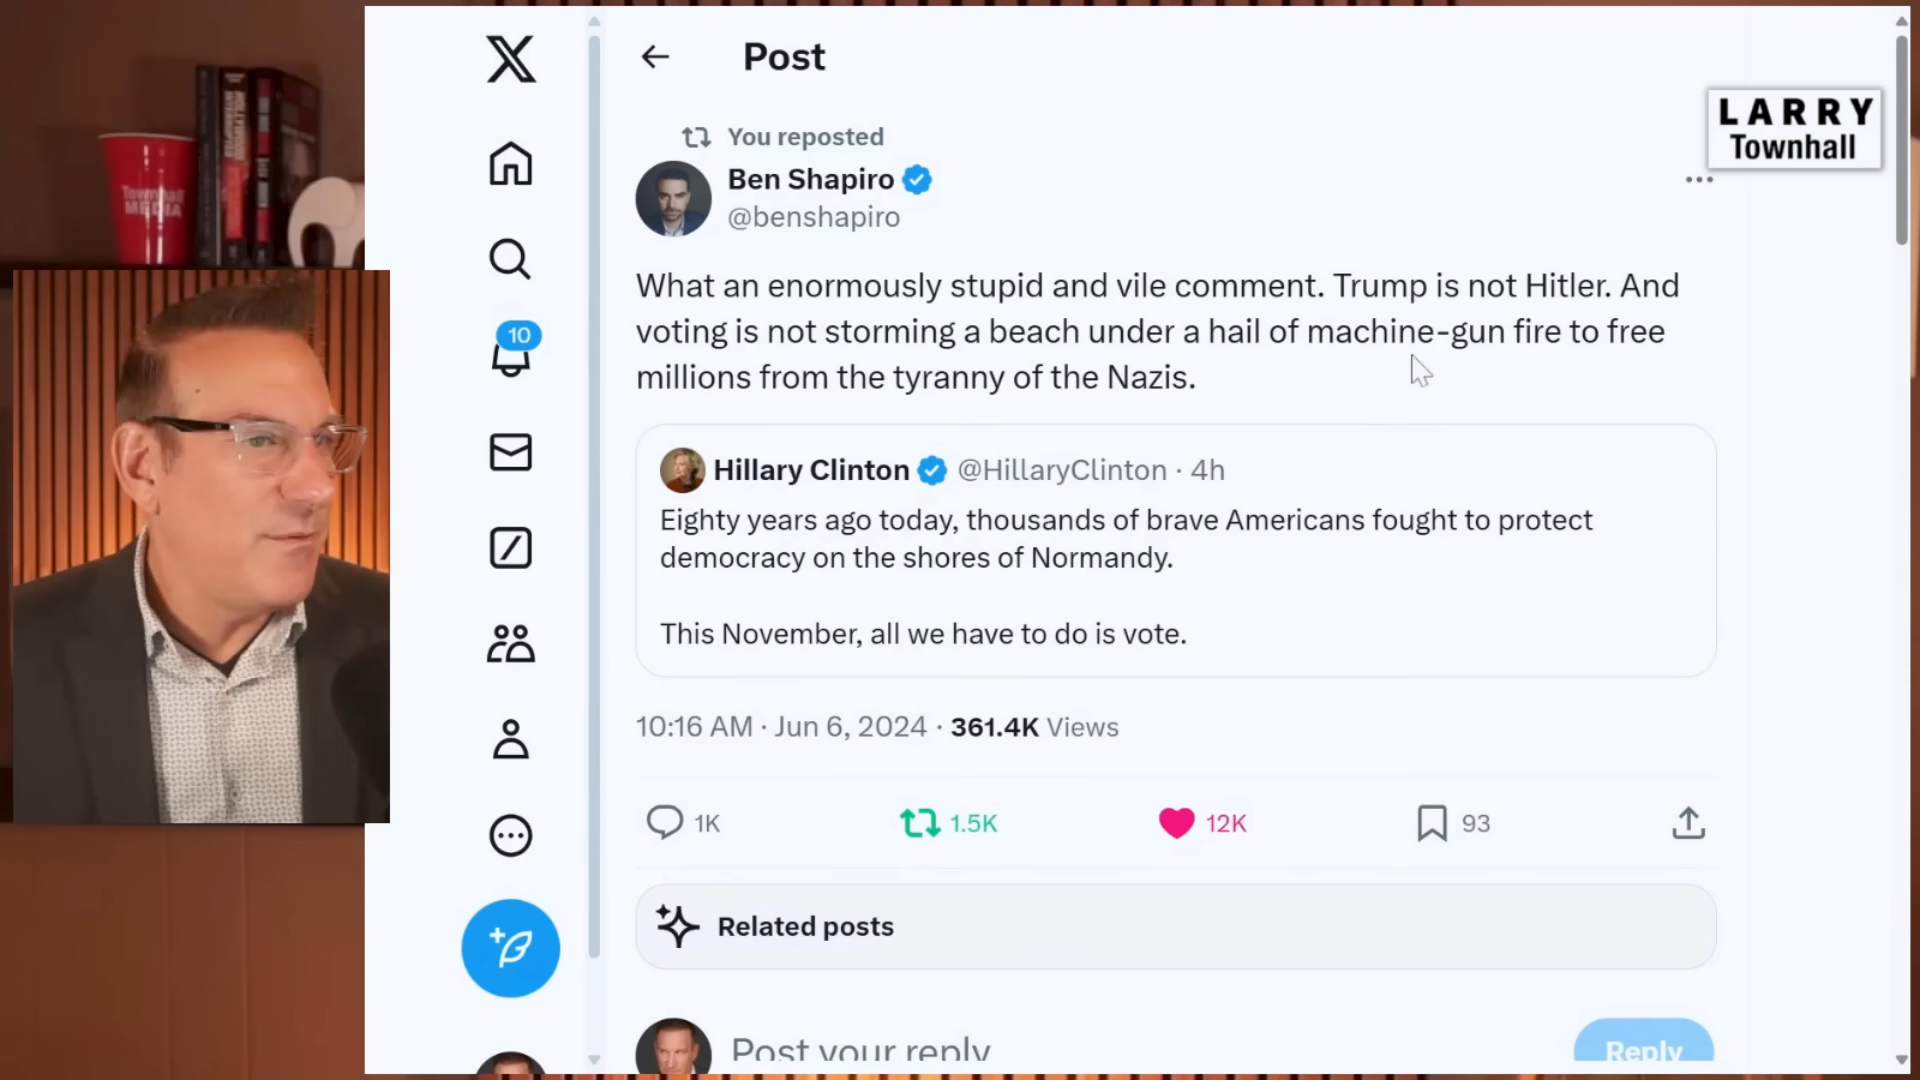 Post
LARRY
Townhall
You reposted
Ben Shapiro
@benshapiro
What an enormously stupid and vile comment. Trump is not Hitler. And
voting is not storming a beach under a hail of machine-gun fire to free
millions from the tyranny of the Nazis.
Hillary Clinton @HillaryClinton · 4h
Eighty years ago today, thousands of brave Americans fought to protect
democracy on the shores of Normandy.
This November, all we have to do is vote.
10:16 AM · Jun 6, 2024 · 361.4K Views
1K 1.5K 12K 93
Related posts
Post your reply
Reply
10
Townhall
MEDIA